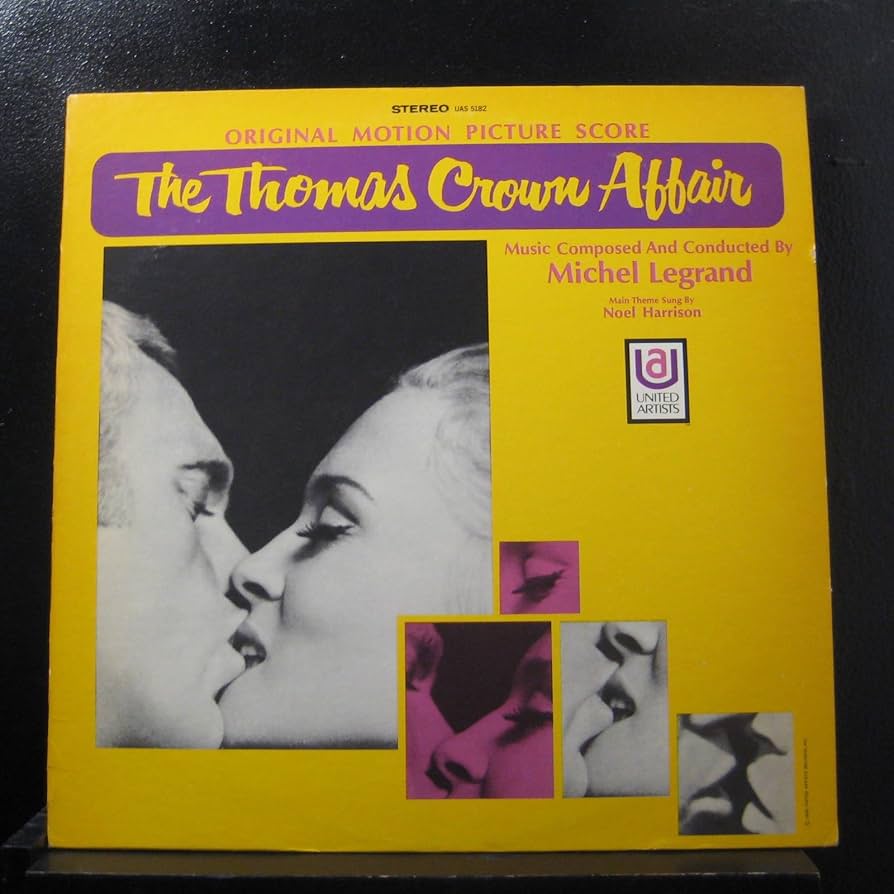 STEREO UAS 5182
ORIGINAL MOTION PICTURE SCORE
The Thomas Crown Affair
Music Composed And Conducted By
Michel Legrand
Main Theme Sung By
Noel Harrison
UA
UNITED
ARTISTS